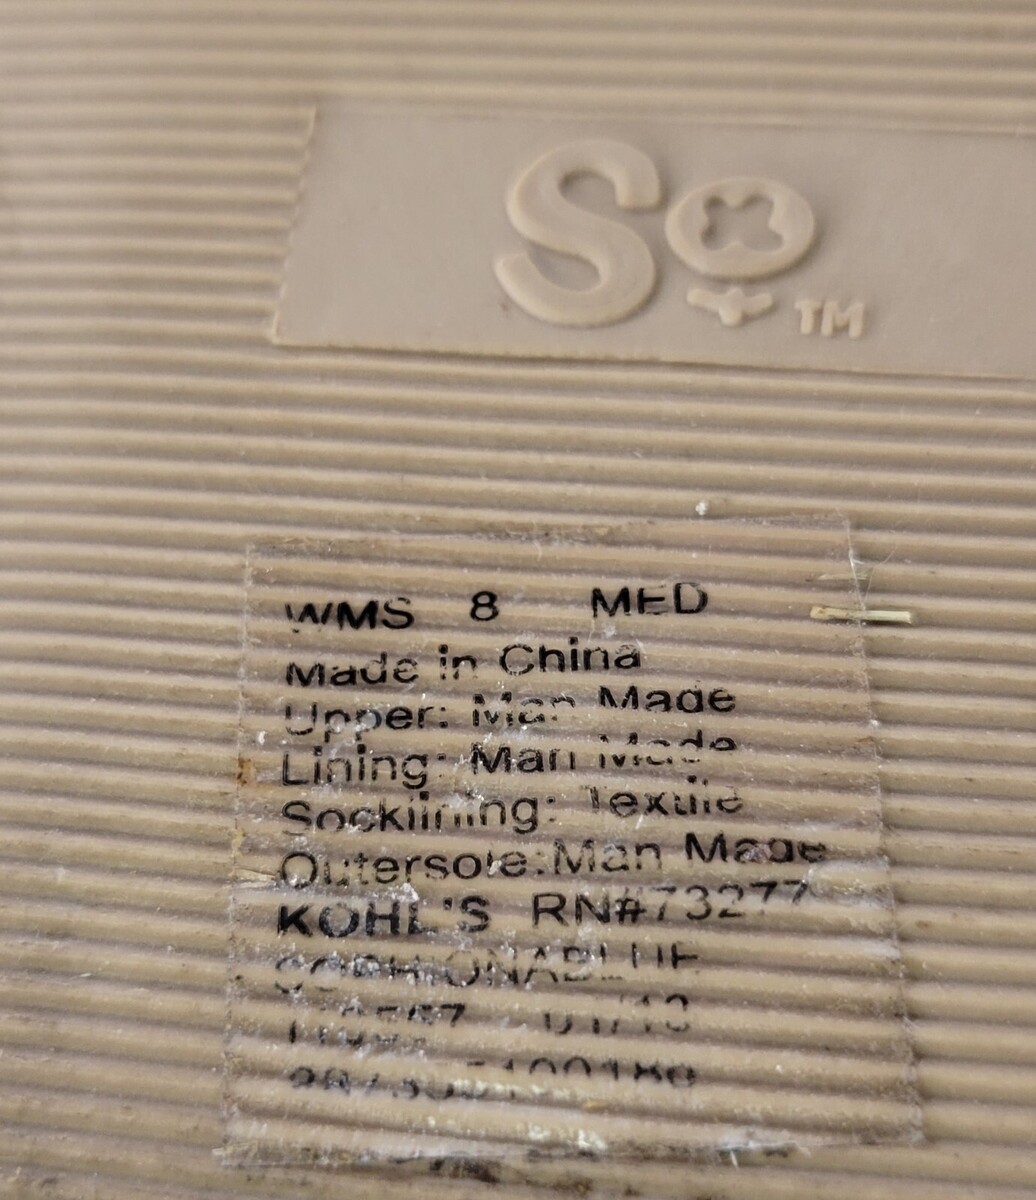 So
TM
WMS 8 MED
Made in China
Upper: Man Made
Lining: Man Made
Socklining: Textile
Outersole:Man Made
KOHL'S RN#73277